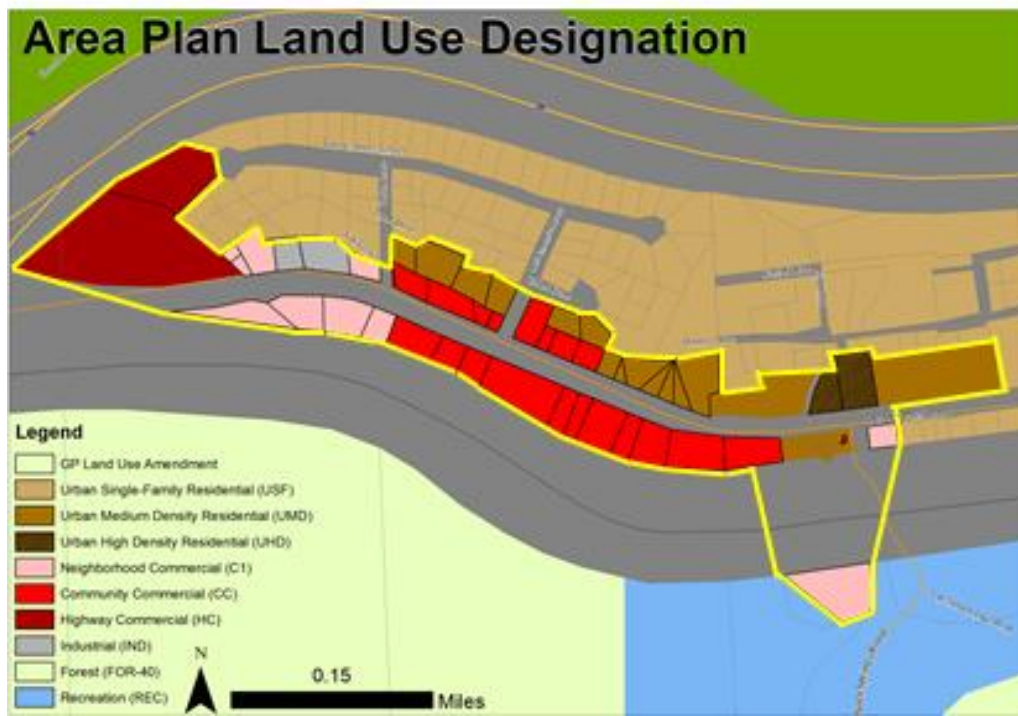 Area Plan Land Use Designation
Legend
GP Land Use Amendment
Urban Single-Family Residential (USF)
Urban Medium Density Residential (UMD)
Urban High Density Residential (UHD)
Neighborhood Commercial (C1)
Community Commercial (CC)
Highway Commercial (HC)
Industrial (IND)
Forest (FOR-40)
Recreation (REC)
N
0.15
Miles